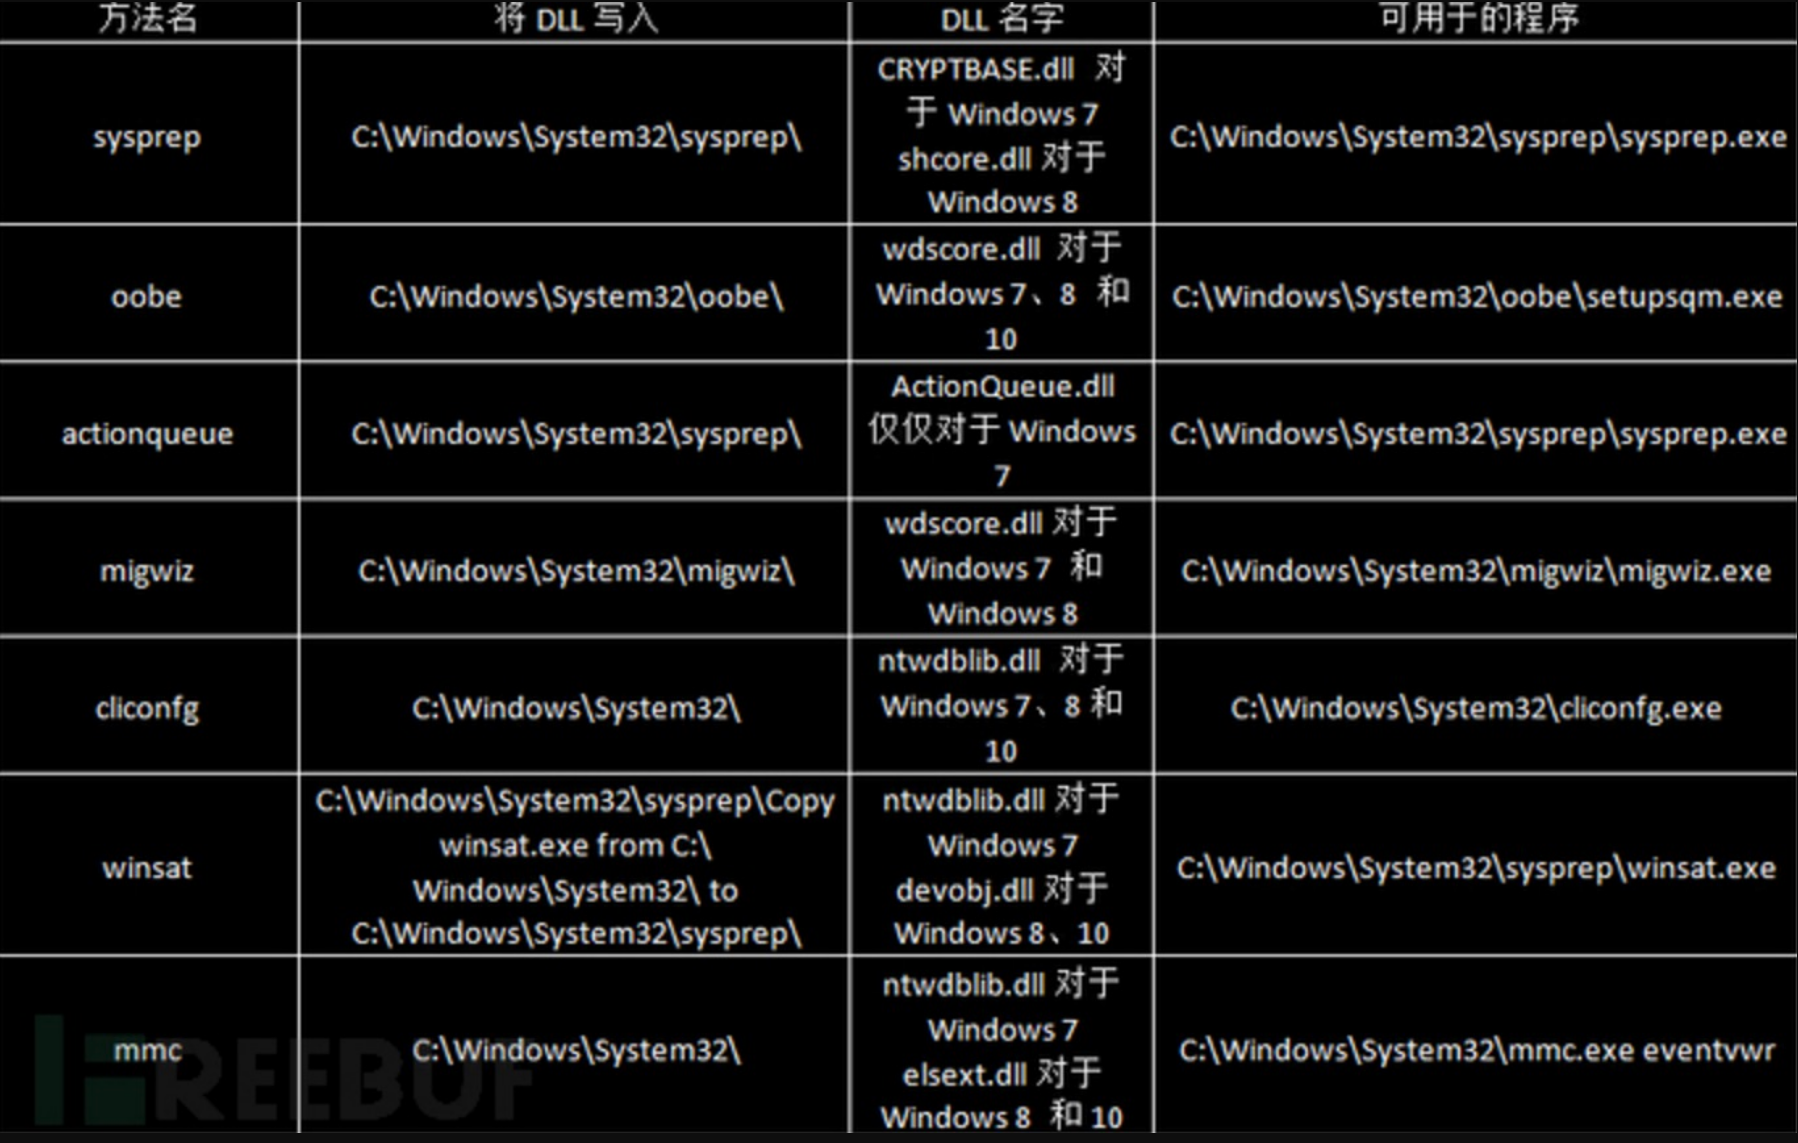 方法名
将 DLL 写入
DLL 名字
可用于的程序
sysprep
C:\Windows\System32\sysprep\
CRYPTBASE.dll 对
于 Windows 7
shcore.dll 对于
Windows 8
C:\Windows\System32\sysprep\sysprep.exe
oobe
C:\Windows\System32\oobe\
wdscore.dll 对于
Windows 7、8 和
10
C:\Windows\System32\oobe\setupsqm.exe
actionqueue
C:\Windows\System32\sysprep\
ActionQueue.dll
仅仅对于 Windows
7
C:\Windows\System32\sysprep\sysprep.exe
migwiz
C:\Windows\System32\migwiz\
wdscore.dll 对于
Windows 7 和
Windows 8
C:\Windows\System32\migwiz\migwiz.exe
cliconfg
C:\Windows\System32\
ntwdblib.dll 对于
Windows 7、8 和
10
C:\Windows\System32\cliconfg.exe
winsat
C:\Windows\System32\sysprep\Copy
winsat.exe from C:\
Windows\System32\ to
C:\Windows\System32\sysprep\
ntwdblib.dll 对于
Windows 7
devobj.dll 对于
Windows 8、10
C:\Windows\System32\sysprep\winsat.exe
mmc
C:\Windows\System32\
ntwdblib.dll 对于
Windows 7
elsext.dll 对于
Windows 8 和 10
C:\Windows\System32\mmc.exe eventvwr
FREEBUF